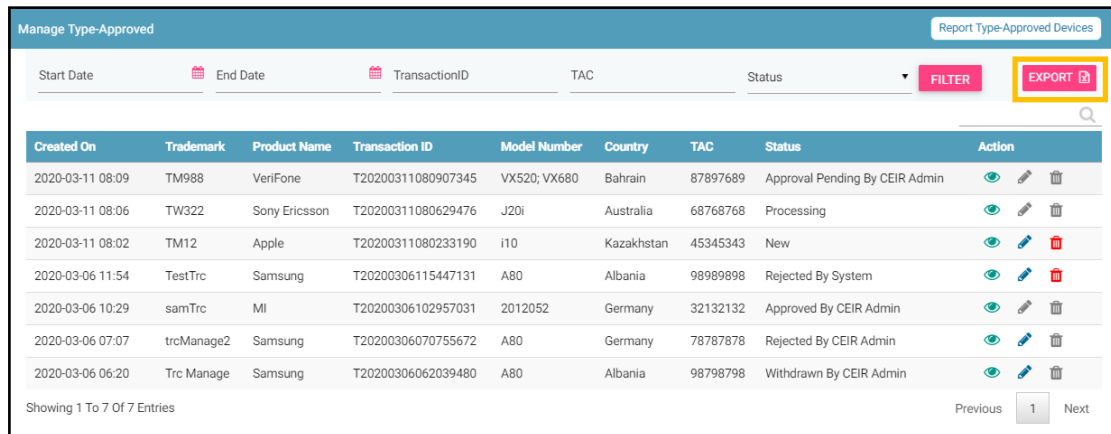 Manage Type-Approved Report Type-Approved Devices
Start Date End Date TransactionID TAC Status FILTER EXPORT
Created On Trademark Product Name Transaction ID Model Number Country TAC Status Action
2020-03-11 08:09 TM988 VeriFone T20200311080907345 VX520; VX680 Bahrain 87897689 Approval Pending By CEIR Admin
2020-03-11 08:06 TW322 Sony Ericsson T20200311080629476 J20i Australia 68768768 Processing
2020-03-11 08:02 TM12 Apple T20200311080233190 i10 Kazakhstan 45345343 New
2020-03-06 11:54 TestTrc Samsung T20200306115447131 A80 Albania 98989898 Rejected By System
2020-03-06 10:29 samTrc MI T20200306102957031 2012052 Germany 32132132 Approved By CEIR Admin
2020-03-06 07:07 trcManage2 Samsung T20200306070755672 A80 Germany 78787878 Rejected By CEIR Admin
2020-03-06 06:20 Trc Manage Samsung T20200306062039480 A80 Albania 98798798 Withdrawn By CEIR Admin
Showing 1 To 7 Of 7 Entries Previous 1 Next